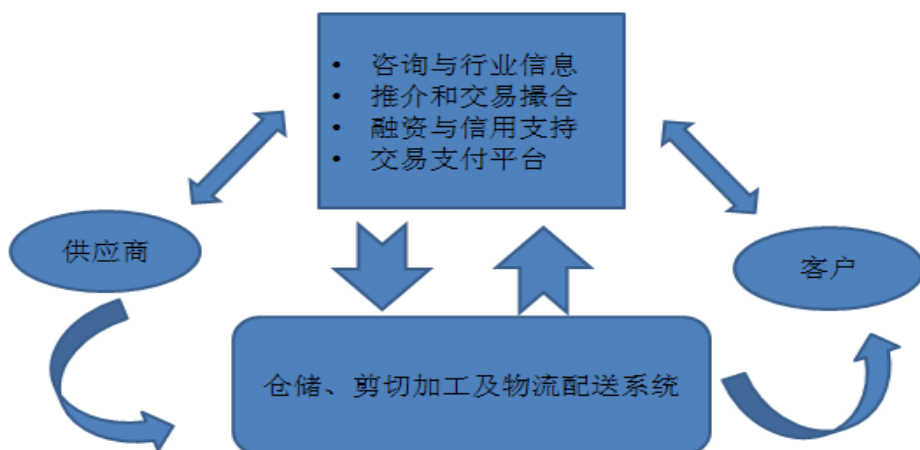 • 咨询与行业信息
• 推介和交易撮合
• 融资与信用支持
• 交易支付平台
供应商
客户
仓储、剪切加工及物流配送系统